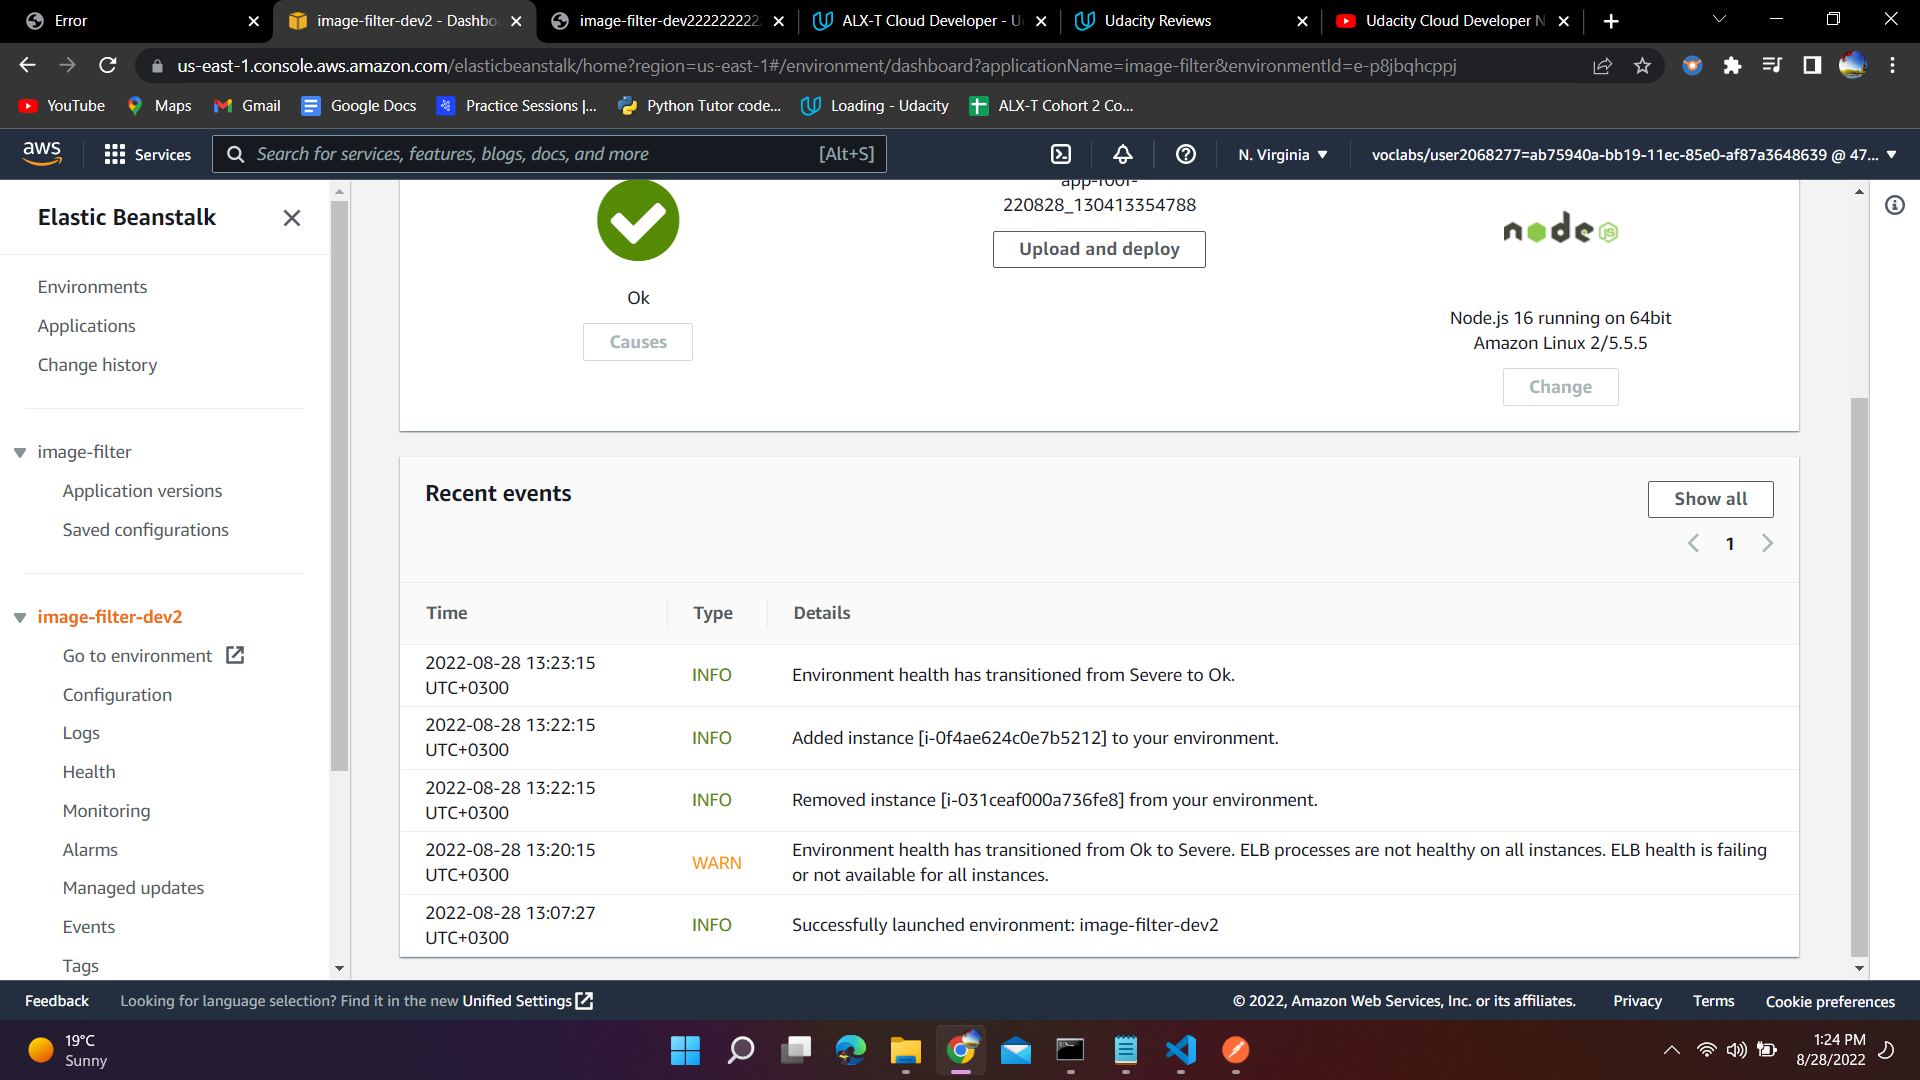 Error
image-filter-dev2 - Dashbo
image-filter-dev2222222222
ALX-T Cloud Developer - U
Udacity Reviews
Udacity Cloud Developer N
us-east-1.console.aws.amazon.com/elasticbeanstalk/home?region=us-east-1#/environment/dashboard?applicationName=image-filter&environmentId=e-p8jbqhcppj
YouTube
Maps
Gmail
Google Docs
Practice Sessions |...
Python Tutor code...
Loading - Udacity
ALX-T Cohort 2 Co...
aws
Services
Search for services, features, blogs, docs, and more
[Alt+S]
N. Virginia
voclabs/user2068277=ab75940a-bb19-11ec-85e0-af87a3648639 @ 47...
Elastic Beanstalk
Environments
Applications
Change history
image-filter
Application versions
Saved configurations
image-filter-dev2
Go to environment
Configuration
Logs
Health
Monitoring
Alarms
Managed updates
Events
Tags
Ok
Causes
220828_130413354788
Upload and deploy
node
JS
Node.js 16 running on 64bit
Amazon Linux 2/5.5.5
Change
Recent events
Show all
1
Time Type Details
2022-08-28 13:23:15
UTC+0300
INFO
Environment health has transitioned from Severe to Ok.
2022-08-28 13:22:15
UTC+0300
INFO
Added instance [i-0f4ae624c0e7b5212] to your environment.
2022-08-28 13:22:15
UTC+0300
INFO
Removed instance [i-031ceaf000a736fe8] from your environment.
2022-08-28 13:20:15
UTC+0300
WARN
Environment health has transitioned from Ok to Severe. ELB processes are not healthy on all instances. ELB health is failing
or not available for all instances.
2022-08-28 13:07:27
UTC+0300
INFO
Successfully launched environment: image-filter-dev2
Feedback
Looking for language selection? Find it in the new Unified Settings
© 2022, Amazon Web Services, Inc. or its affiliates.
Privacy
Terms
Cookie preferences
19°C
Sunny
1:24 PM
8/28/2022